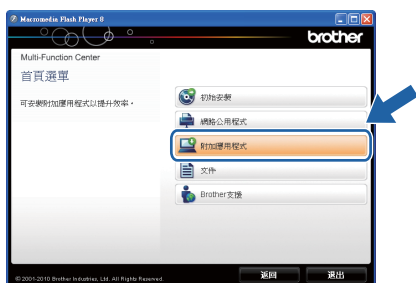 Macromedia Flash Player 8
brother
Multi-Function Center
首頁選單
可安裝附加應用程式以提升效率。
初始安裝
網路公用程式
附加應用程式
文件
Brother支援
© 2001-2010 Brother Industries, Ltd. All Rights Reserved.
返回
退出